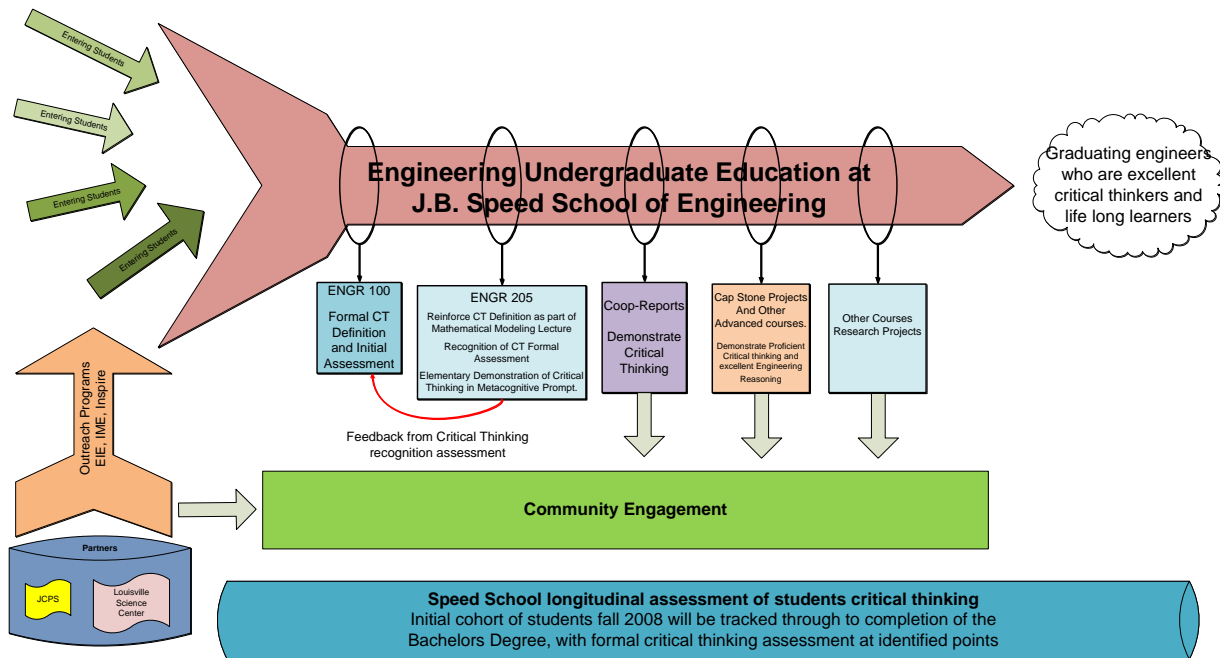 Entering Students
Entering Students
Entering Students
Entering Students
Engineering Undergraduate Education at
J.B. Speed School of Engineering
Graduating engineers
who are excellent
critical thinkers and
life long learners
ENGR 100
Formal CT
Definition
and Initial
Assessment
ENGR 205
Reinforce CT Definition as part of
Mathematical Modeling Lecture
Recognition of CT Formal
Assessment
Elementary Demonstration of Critical
Thinking in Metacognitive Prompt.
Coop-Reports
Demonstrate
Critical
Thinking
Cap Stone Projects
And Other
Advanced courses.
Demonstrate Proficient
Critical thinking and
excellent Engineering
Reasoning
Other Courses
Research Projects
Feedback from Critical Thinking
recognition assessment
Outreach Programs
EIE, IME, Inspire
Community Engagement
Partners
JCPS
Louisville
Science
Center
Speed School longitudinal assessment of students critical thinking
Initial cohort of students fall 2008 will be tracked through to completion of the
Bachelors Degree, with formal critical thinking assessment at identified points